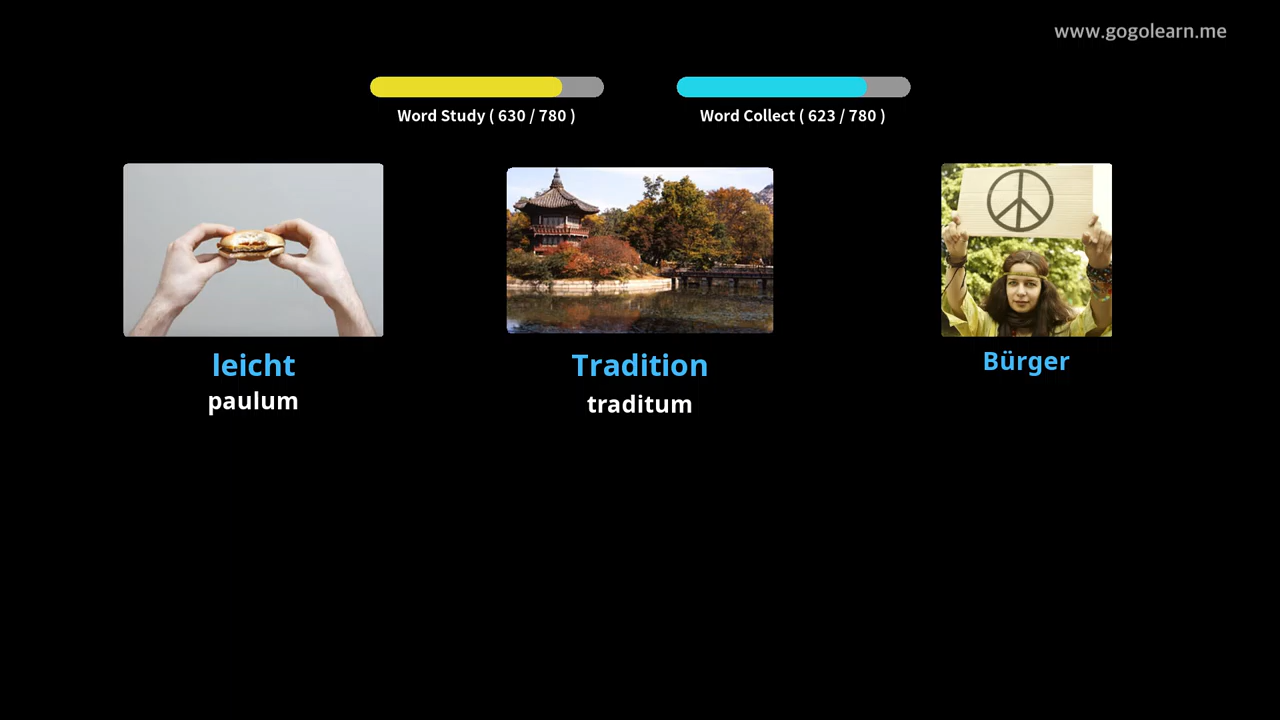 www.gogolearn.me
Word Study ( 630 / 780 )
Word Collect ( 623 / 780 )
leicht
paulum
Tradition
traditum
Bürger